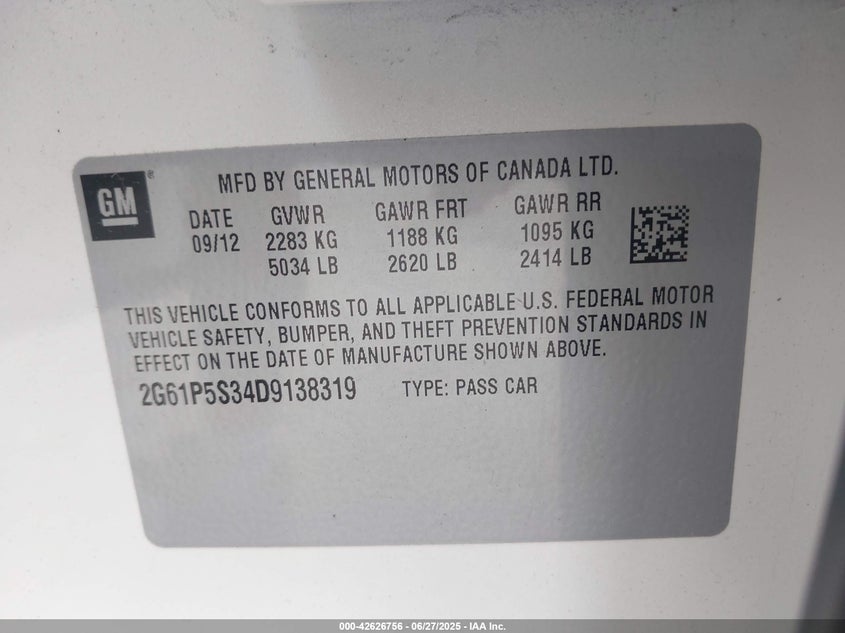 GM®
MFD BY GENERAL MOTORS OF CANADA LTD.
DATE GVWR GAWR FRT GAWR RR
09/12 2283 KG 1188 KG 1095 KG
5034 LB 2620 LB 2414 LB
THIS VEHICLE CONFORMS TO ALL APPLICABLE U.S. FEDERAL MOTOR
VEHICLE SAFETY, BUMPER, AND THEFT PREVENTION STANDARDS IN
EFFECT ON THE DATE OF MANUFACTURE SHOWN ABOVE.
2G61P5S34D9138319 TYPE: PASS CAR
000-42626756 - 06/27/2025 - IAA Inc.